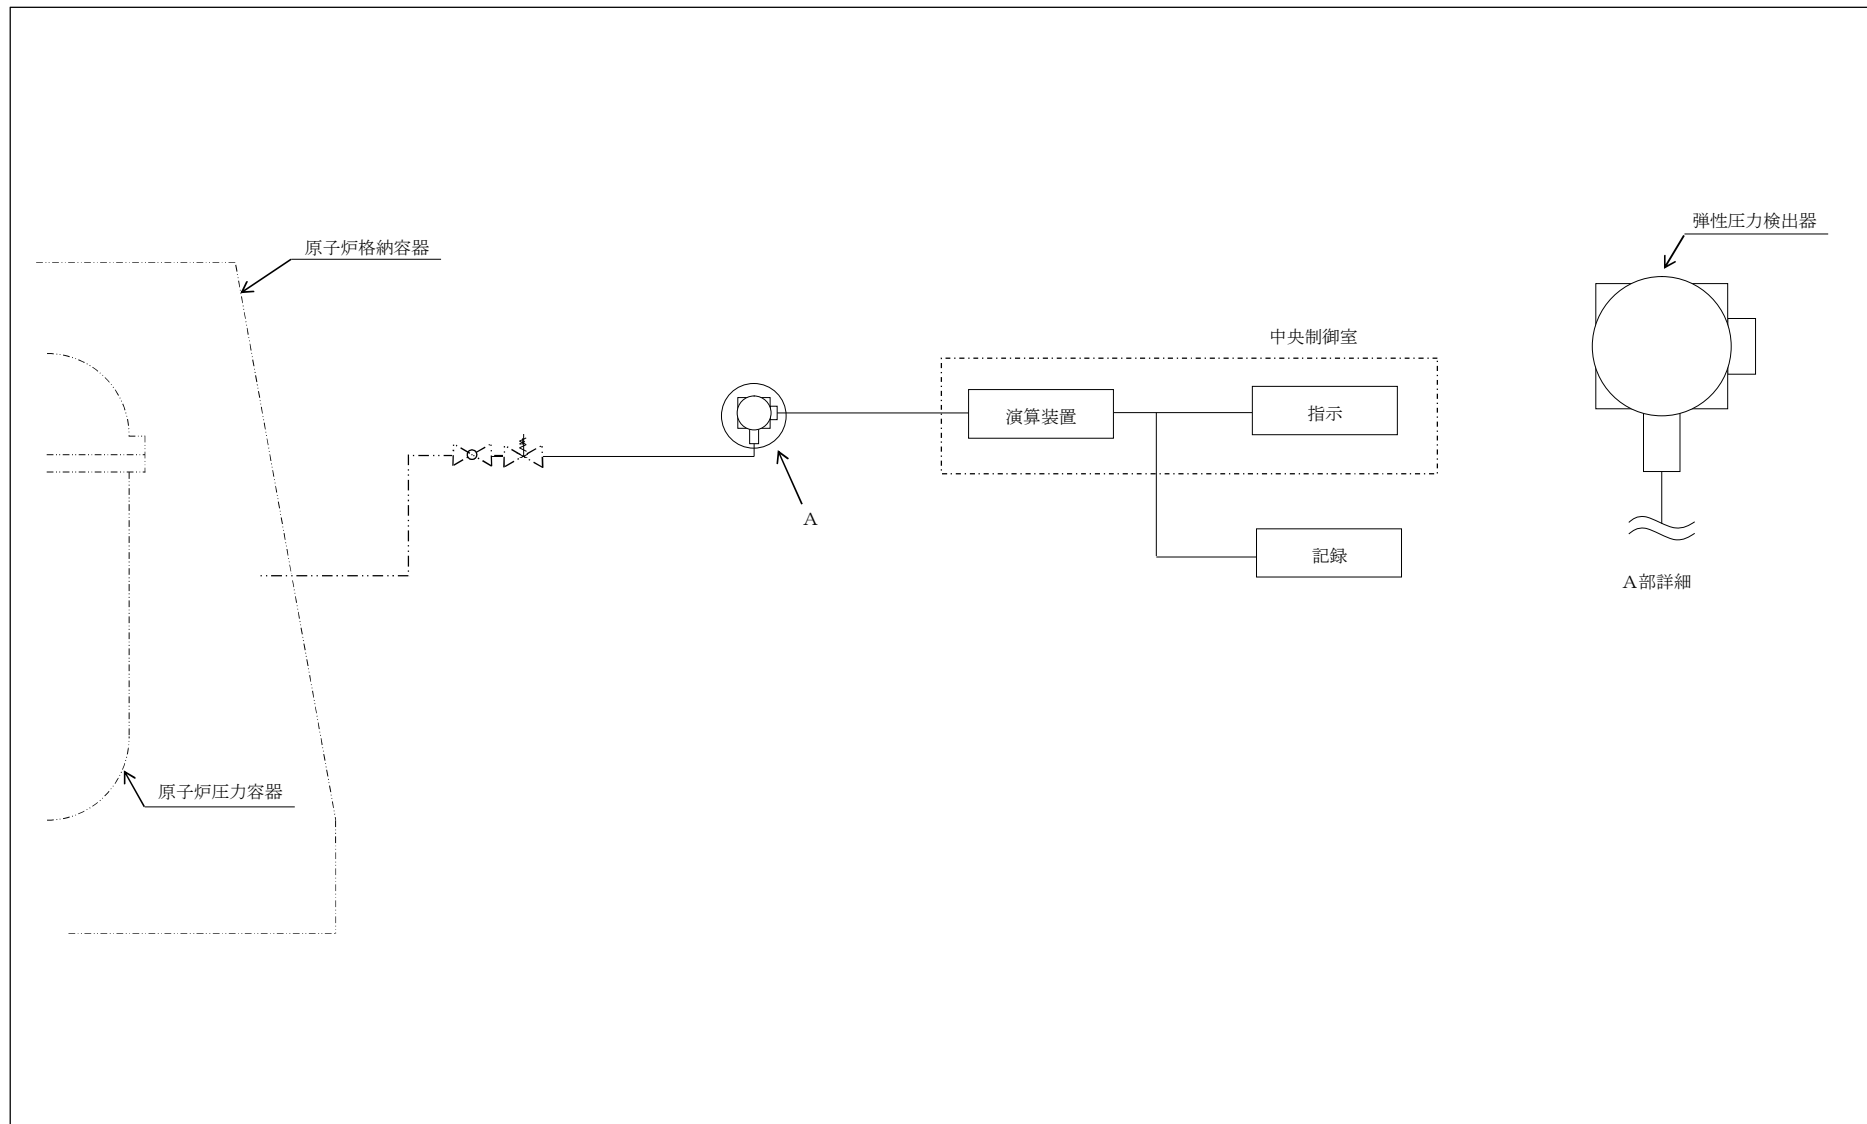 弾性圧力検出器
原子炉格納容器
中央制御室
演算装置
指示
A
記録
A部詳細
原子炉圧力容器